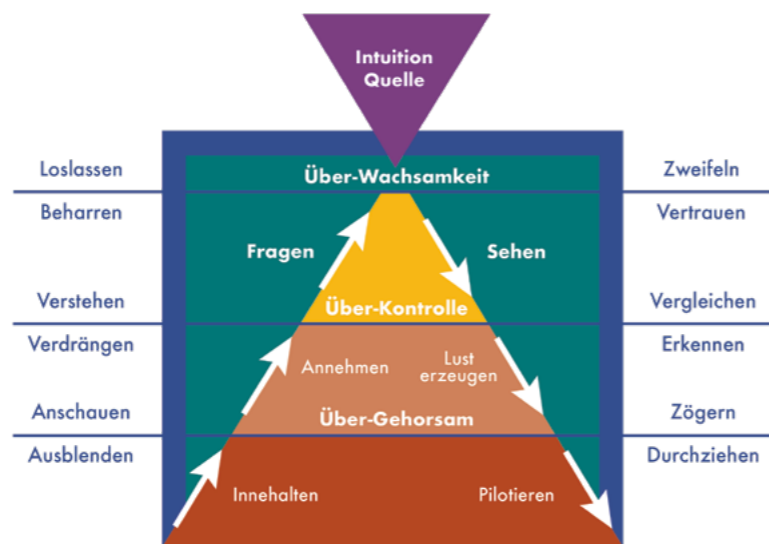 Intuition
Quelle
Loslassen
Über-Wachsamkeit
Zweifeln
Beharren
Vertrauen
Fragen
Sehen
Verstehen
Über-Kontrolle
Vergleichen
Verdrängen
Erkennen
Annehmen
Lust
erzeugen
Anschauen
Über-Gehorsam
Zögern
Ausblenden
Durchziehen
Innehalten
Pilotieren